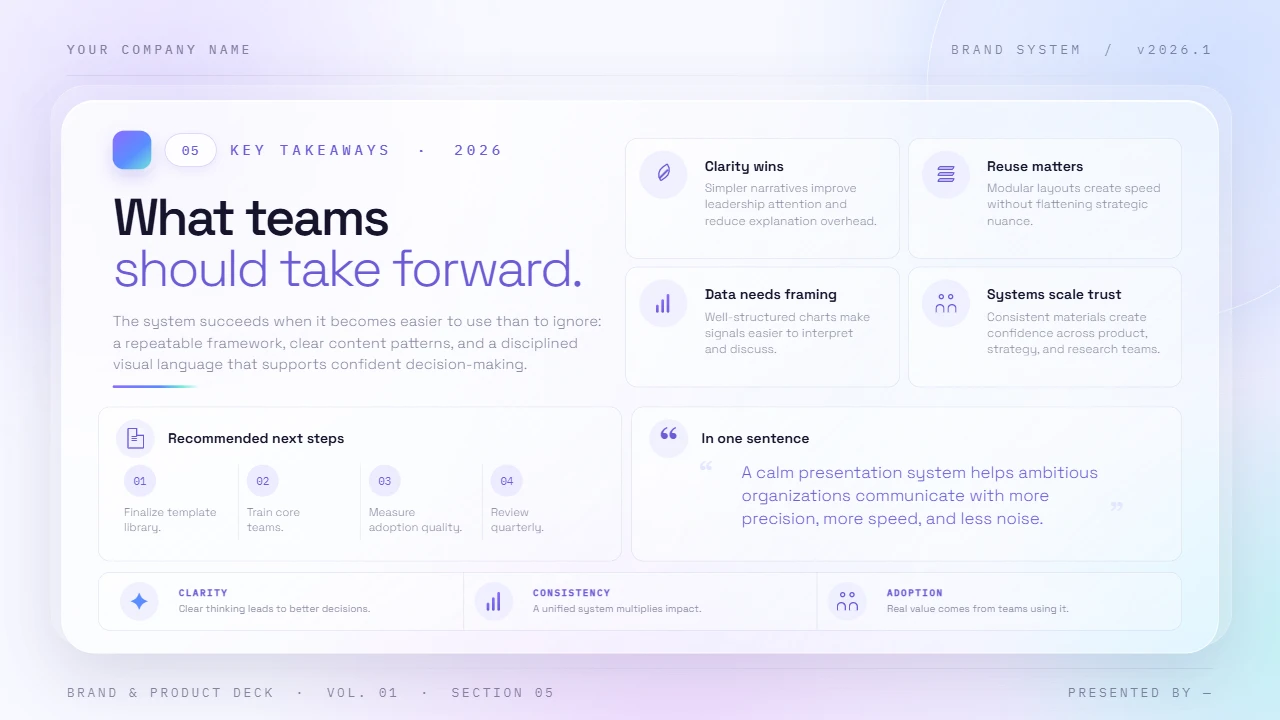 YOUR COMPANY NAME
BRAND SYSTEM / v2026.1
05
KEY TAKEAWAYS · 2026
What teams
should take forward.
The system succeeds when it becomes easier to use than to ignore:
a repeatable framework, clear content patterns, and a disciplined
visual language that supports confident decision-making.
Clarity wins
Simpler narratives improve
leadership attention and
reduce explanation overhead.
Reuse matters
Modular layouts create speed
without flattening strategic
nuance.
Data needs framing
Well-structured charts make
signals easier to interpret
and discuss.
Systems scale trust
Consistent materials create
confidence across product,
strategy, and research teams.
Recommended next steps
01
Finalize template
library.
02
Train core
teams.
03
Measure
adoption quality.
04
Review
quarterly.
In one sentence
“
A calm presentation system helps ambitious
organizations communicate with more
precision, more speed, and less noise.
”
CLARITY
Clear thinking leads to better decisions.
CONSISTENCY
A unified system multiplies impact.
ADOPTION
Real value comes from teams using it.
BRAND & PRODUCT DECK · VOL. 01 · SECTION 05
PRESENTED BY —